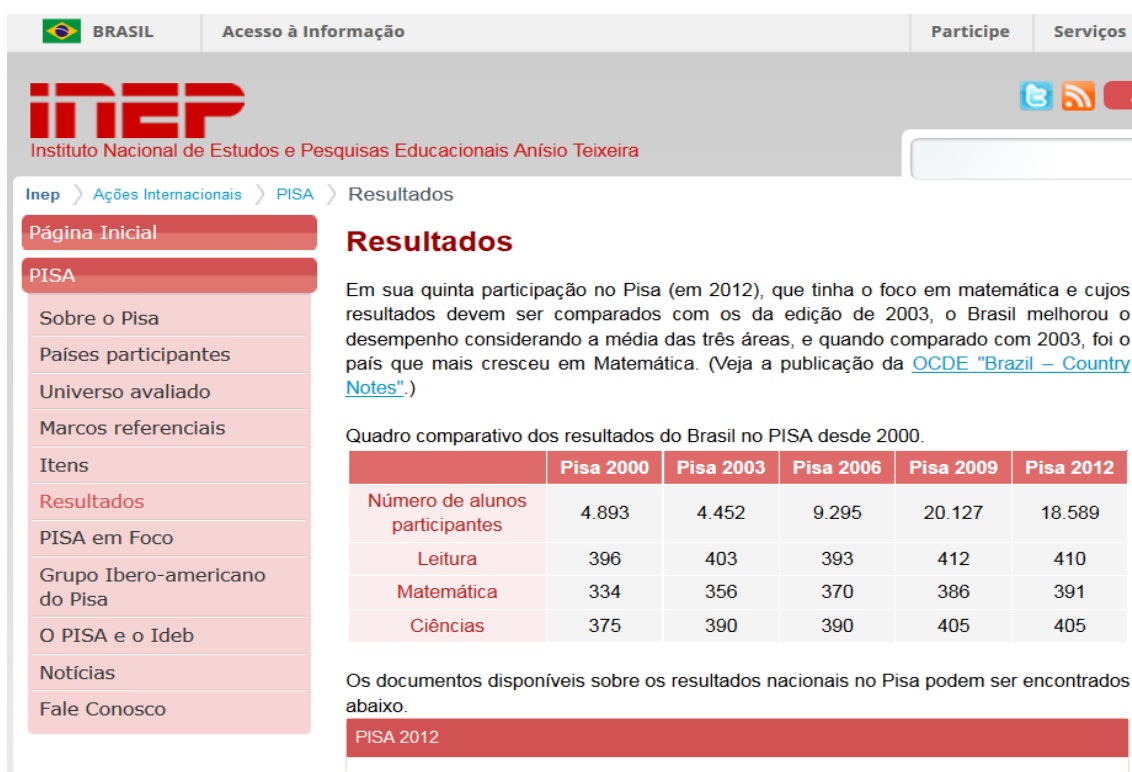 BRASIL Acesso à Informação Participe Serviços
inep
Instituto Nacional de Estudos e Pesquisas Educacionais Anísio Teixeira
Inep 〉 Ações Internacionais 〉 PISA 〉 Resultados
Página Inicial
PISA
Sobre o Pisa
Países participantes
Universo avaliado
Marcos referenciais
Itens
Resultados
PISA em Foco
Grupo Ibero-americano
do Pisa
O PISA e o Ideb
Notícias
Fale Conosco
Resultados
Em sua quinta participação no Pisa (em 2012), que tinha o foco em matemática e cujos
resultados devem ser comparados com os da edição de 2003, o Brasil melhorou o
desempenho considerando a média das três áreas, e quando comparado com 2003, foi o
país que mais cresceu em Matemática. (Veja a publicação da OCDE "Brazil – Country
Notes".)
Quadro comparativo dos resultados do Brasil no PISA desde 2000.
Pisa 2000 Pisa 2003 Pisa 2006 Pisa 2009 Pisa 2012
Número de alunos
participantes 4.893 4.452 9.295 20.127 18.589
Leitura 396 403 393 412 410
Matemática 334 356 370 386 391
Ciências 375 390 390 405 405
Os documentos disponíveis sobre os resultados nacionais no Pisa podem ser encontrados
abaixo.
PISA 2012